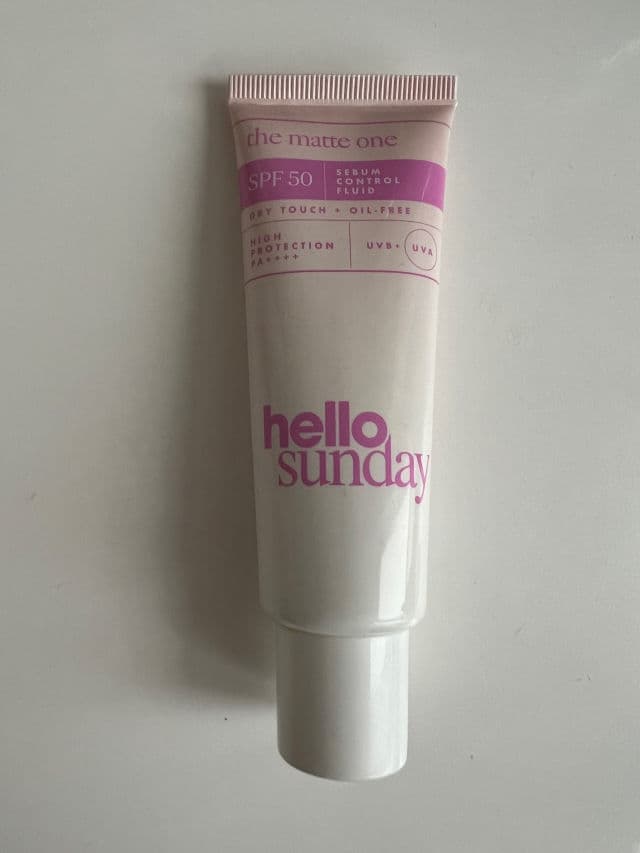 the matte one
SPF 50
SEBUM
CONTROL
FLUID
DRY TOUCH + OIL-FREE
HIGH
PROTECTION
PA++++
UVB+
UVA
hello
sunday